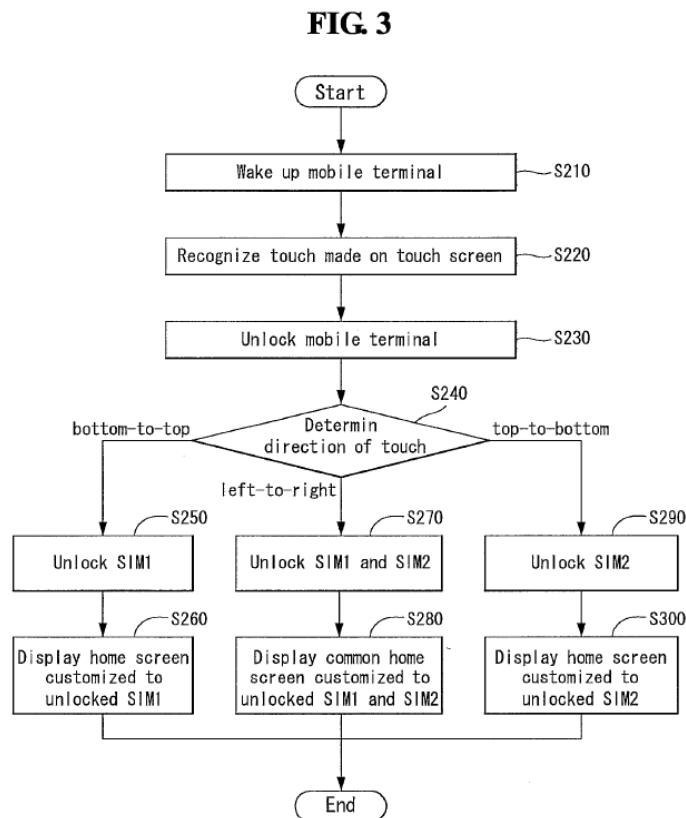 FIG. 3
Start
Wake up mobile terminal
S210
Recognize touch made on touch screen
S220
Unlock mobile terminal
S230
S240
Determin
direction of touch
bottom-to-top
left-to-right
top-to-bottom
S250
Unlock SIM1
S270
Unlock SIM1 and SIM2
S290
Unlock SIM2
S260
Display home screen
customized to
unlocked SIM1
S280
Display common home
screen customized to
unlocked SIM1 and SIM2
S300
Display home screen
customized to
unlocked SIM2
End